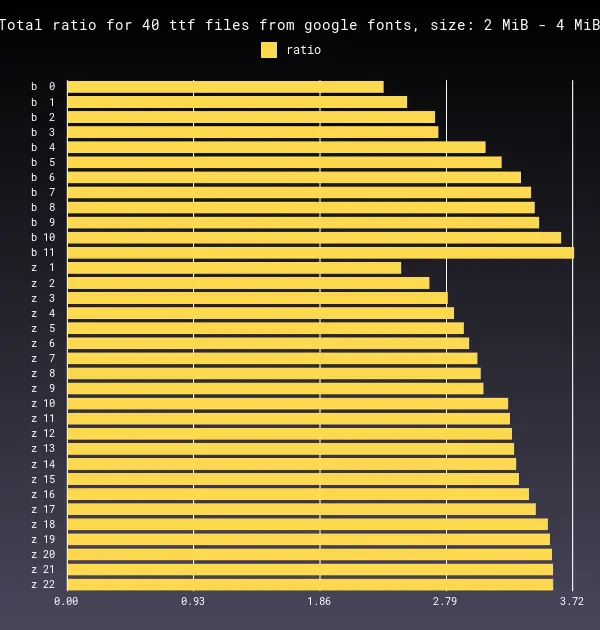 Total ratio for 40 ttf files from google fonts, size: 2 MiB - 4 MiB
ratio
b 0
b 1
b 2
b 3
b 4
b 5
b 6
b 7
b 8
b 9
b 10
b 11
z 1
z 2
z 3
z 4
z 5
z 6
z 7
z 8
z 9
z 10
z 11
z 12
z 13
z 14
z 15
z 16
z 17
z 18
z 19
z 20
z 21
z 22
0.00 0.93 1.86 2.79 3.72